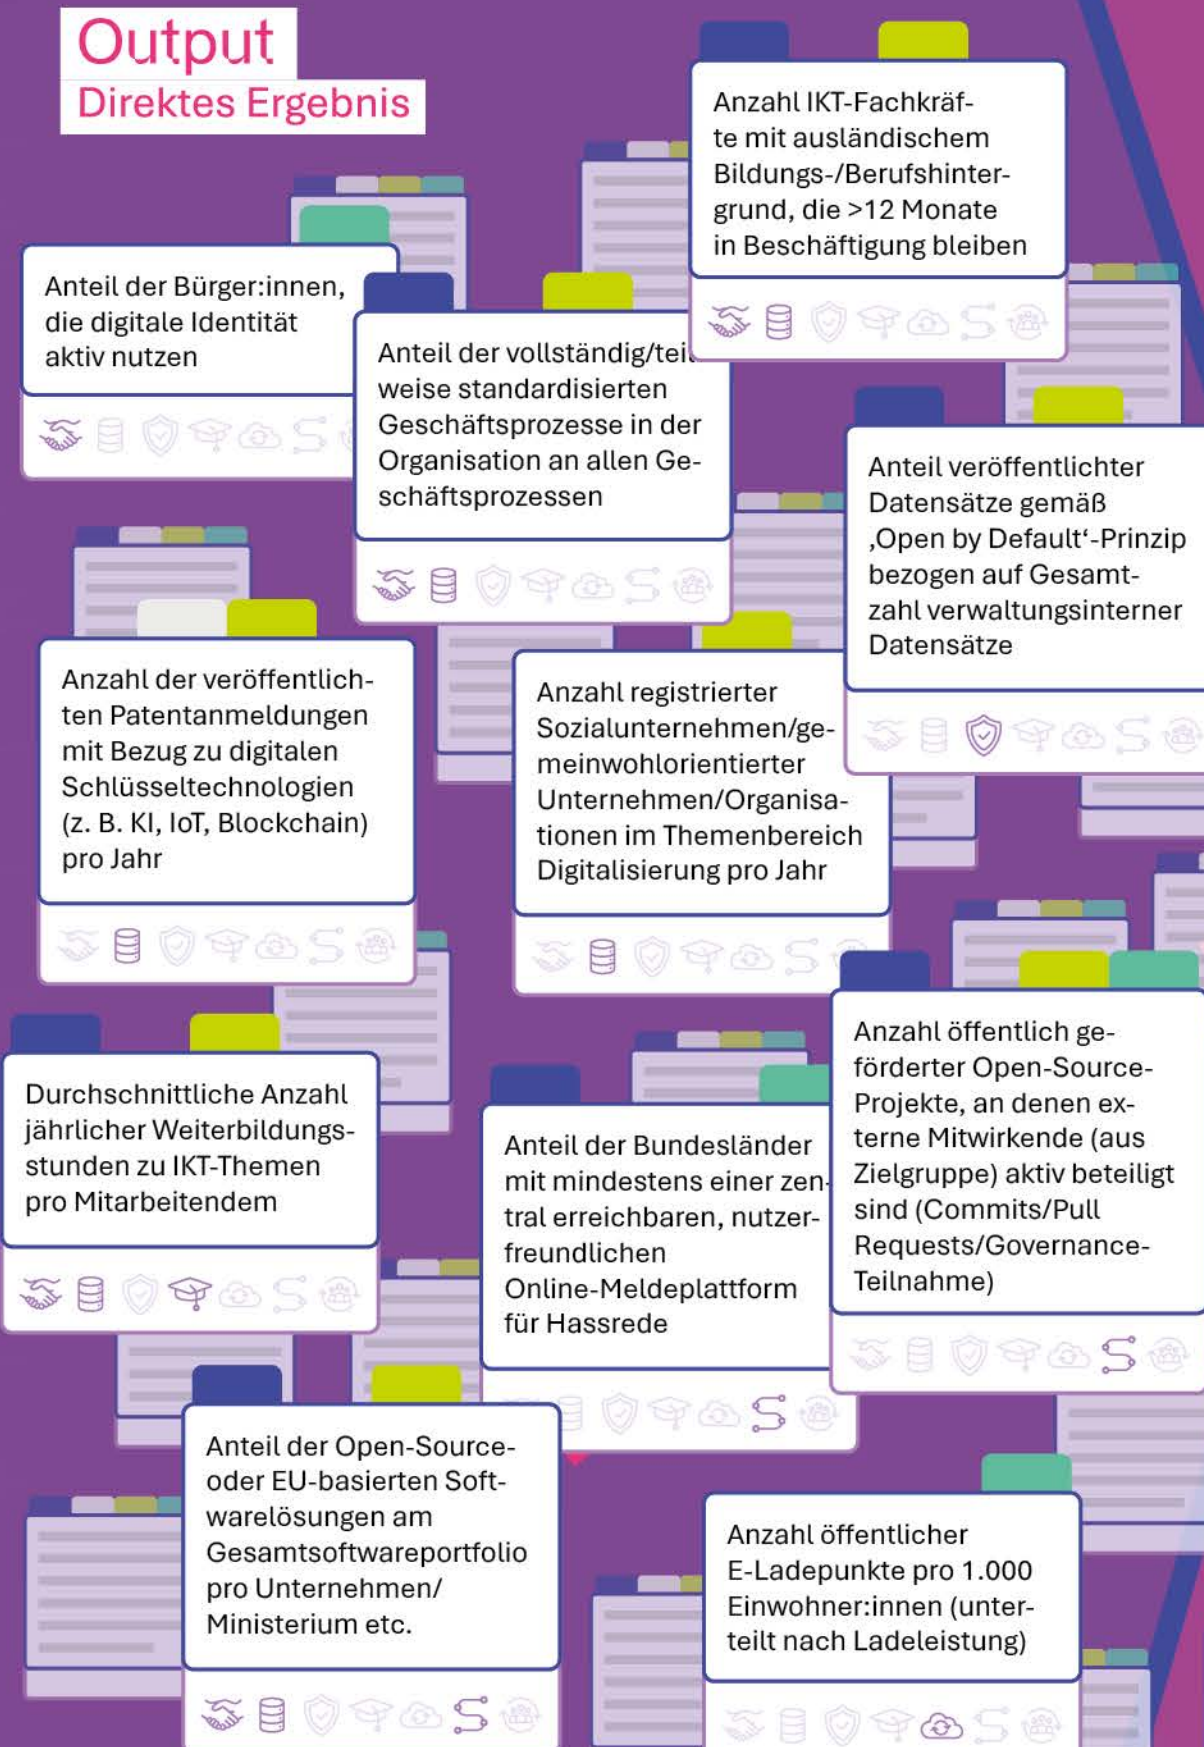 Output
Direktes Ergebnis
Anzahl IKT-Fachkräf-
te mit ausländischem
Bildungs-/Berufshinter-
grund, die >12 Monate
in Beschäftigung bleiben
Anteil der Bürger:innen,
die digitale Identität
aktiv nutzen
Anteil der vollständig/teil
weise standardisierten
Geschäftsprozesse in der
Organisation an allen Ge-
schäftsprozessen
Anteil veröffentlichter
Datensätze gemäß
‚Open by Default‘-Prinzip
bezogen auf Gesamt-
zahl verwaltungsinterner
Datensätze
Anzahl der veröffentlich-
ten Patentanmeldungen
mit Bezug zu digitalen
Schlüsseltechnologien
(z. B. KI, IoT, Blockchain)
pro Jahr
Anzahl registrierter
Sozialunternehmen/ge-
meinwohlorientierter
Unternehmen/Organisa-
tionen im Themenbereich
Digitalisierung pro Jahr
Anzahl öffentlich ge-
förderter Open-Source-
Projekte, an denen ex-
terne Mitwirkende (aus
Zielgruppe) aktiv beteiligt
sind (Commits/Pull
Requests/Governance-
Teilnahme)
Durchschnittliche Anzahl
jährlicher Weiterbildungs-
stunden zu IKT-Themen
pro Mitarbeitendem
Anteil der Bundesländer
mit mindestens einer zen-
tral erreichbaren, nutzer-
freundlichen
Online-Meldeplattform
für Hassrede
Anteil der Open-Source-
oder EU-basierten Soft-
warelösungen am
Gesamtsoftwareportfolio
pro Unternehmen/
Ministerium etc.
Anzahl öffentlicher
E-Ladepunkte pro 1.000
Einwohner:innen (unter-
teilt nach Ladeleistung)